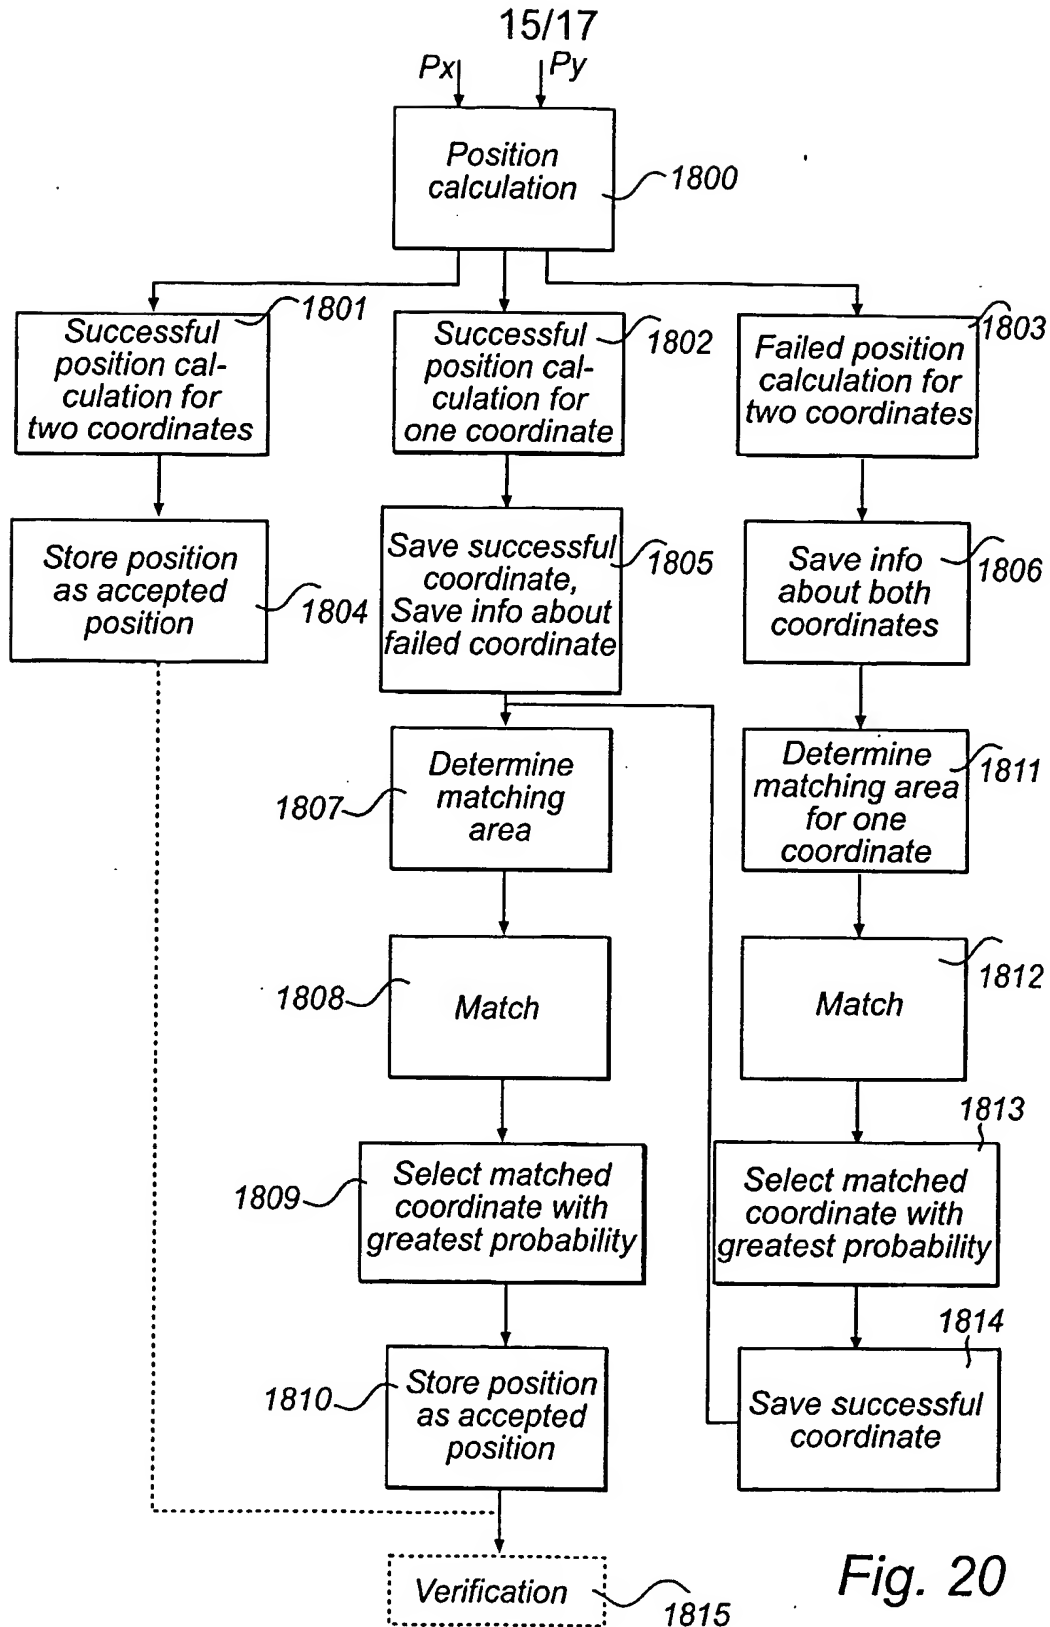 15/17
Px
Py
Position
calculation
1800
1801
Successful
position cal-
culation for
two coordinates
1802
Successful
position cal-
culation for
one coordinate
1803
Failed position
calculation for
two coordinates
Store position
as accepted
position
1804
Save successful
coordinate,
Save info about
failed coordinate
1805
Save info
about both
coordinates
1806
1807
Determine
matching
area
Determine
matching area
for one
coordinate
1811
1808
Match
Match
1812
1809
Select matched
coordinate with
greatest probability
1813
Select matched
coordinate with
greatest probability
1810
Store position
as accepted
position
1814
Save successful
coordinate
Verification
1815
Fig. 20